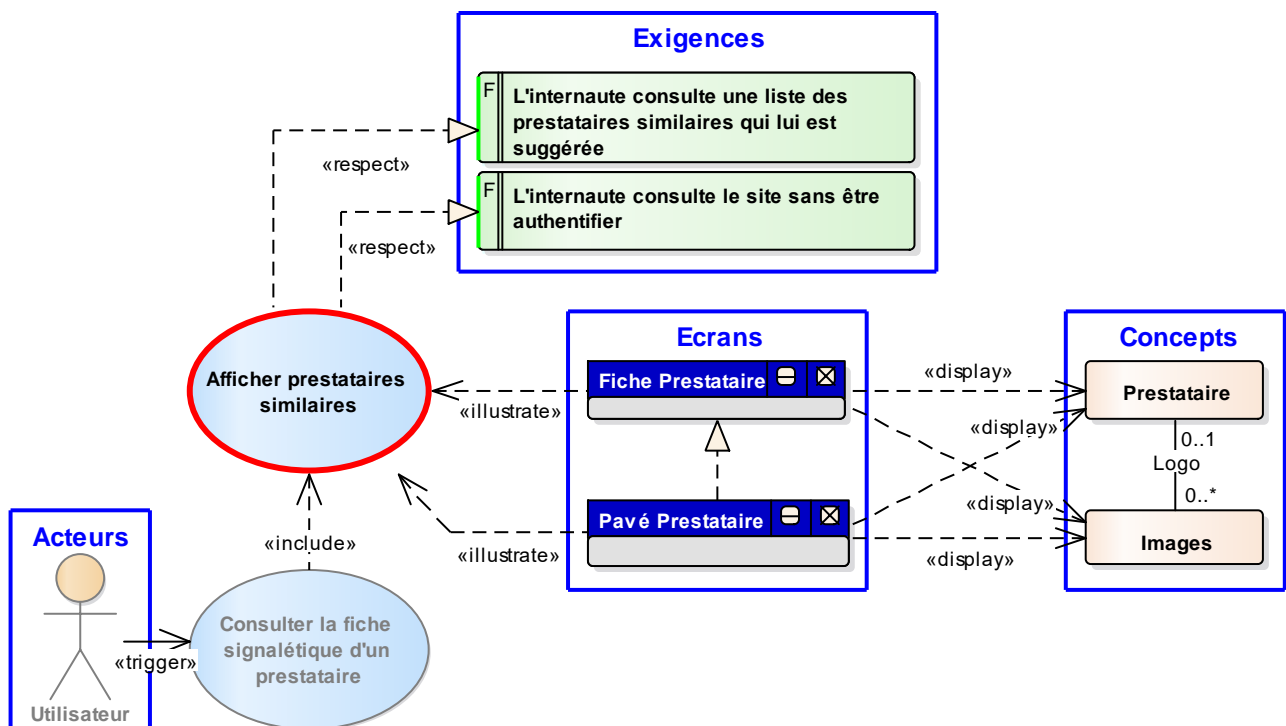 Exigences
F
L'internaute consulte une liste des
prestataires similaires qui lui est
suggérée
«respect»
F
L'internaute consulte le site sans être
authentifier
«respect»
Afficher prestataires
similaires
Ecrans
Fiche Prestataire
«illustrate»
Pavé Prestataire
«illustrate»
Concepts
«display»
Prestataire
«display»
0..1
Logo
0..*
«display»
Images
«display»
Acteurs
«include»
Consulter la fiche
signalétique d'un
prestataire
«trigger»
Utilisateur